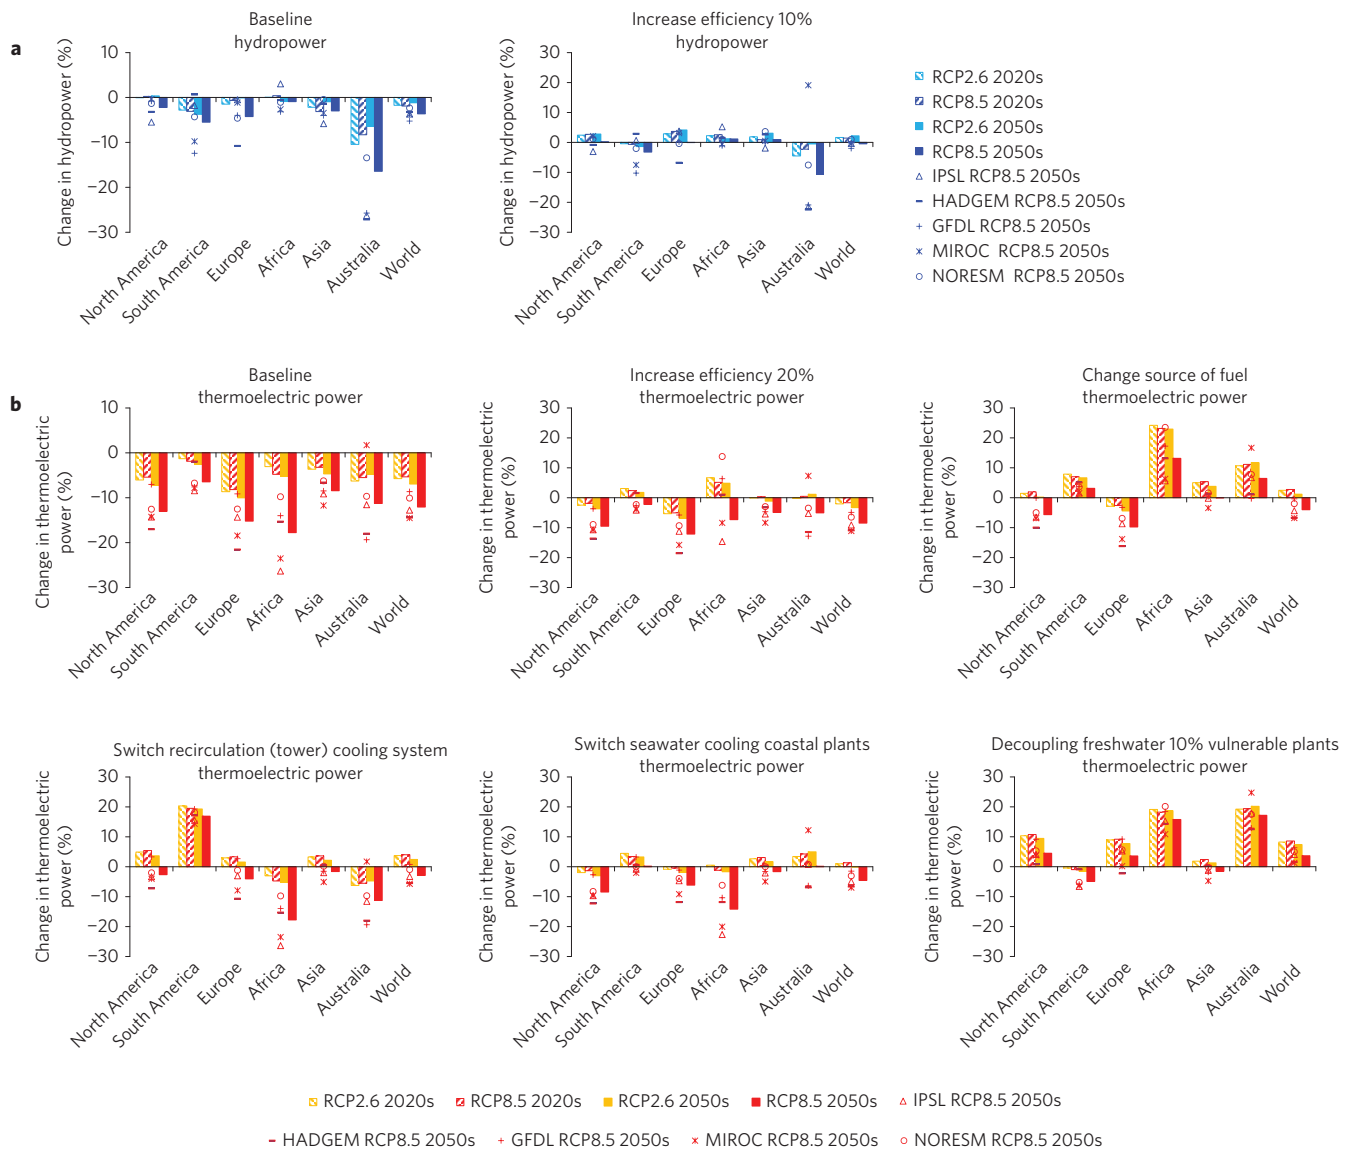 a
Baseline
hydropower
Change in hydropower (%)
10
0
−10
−20
−30
North America
South America
Europe
Africa
Asia
Australia
World
Increase efficiency 10%
hydropower
Change in hydropower (%)
30
20
10
0
−10
−20
−30
North America
South America
Europe
Africa
Asia
Australia
World
RCP2.6 2020s
RCP8.5 2020s
RCP2.6 2050s
RCP8.5 2050s
IPSL RCP8.5 2050s
HADGEM RCP8.5 2050s
GFDL RCP8.5 2050s
MIROC RCP8.5 2050s
NORESM RCP8.5 2050s
b
Baseline
thermoelectric power
Change in thermoelectric
power (%)
10
0
−10
−20
−30
North America
South America
Europe
Africa
Asia
Australia
World
Increase efficiency 20%
thermoelectric power
Change in thermoelectric
power (%)
30
20
10
0
−10
−20
−30
North America
South America
Europe
Africa
Asia
Australia
World
Change source of fuel
thermoelectric power
Change in thermoelectric
power (%)
30
20
10
0
−10
−20
−30
North America
South America
Europe
Africa
Asia
Australia
World
Switch recirculation (tower) cooling system
thermoelectric power
Change in thermoelectric
power (%)
30
20
10
0
−10
−20
−30
North America
South America
Europe
Africa
Asia
Australia
World
Switch seawater cooling coastal plants
thermoelectric power
Change in thermoelectric
power (%)
30
20
10
0
−10
−20
−30
North America
South America
Europe
Africa
Asia
Australia
World
Decoupling freshwater 10% vulnerable plants
thermoelectric power
Change in thermoelectric
power (%)
30
20
10
0
−10
−20
−30
North America
South America
Europe
Africa
Asia
Australia
World
RCP2.6 2020s RCP8.5 2020s RCP2.6 2050s RCP8.5 2050s IPSL RCP8.5 2050s
HADGEM RCP8.5 2050s GFDL RCP8.5 2050s MIROC RCP8.5 2050s NORESM RCP8.5 2050s